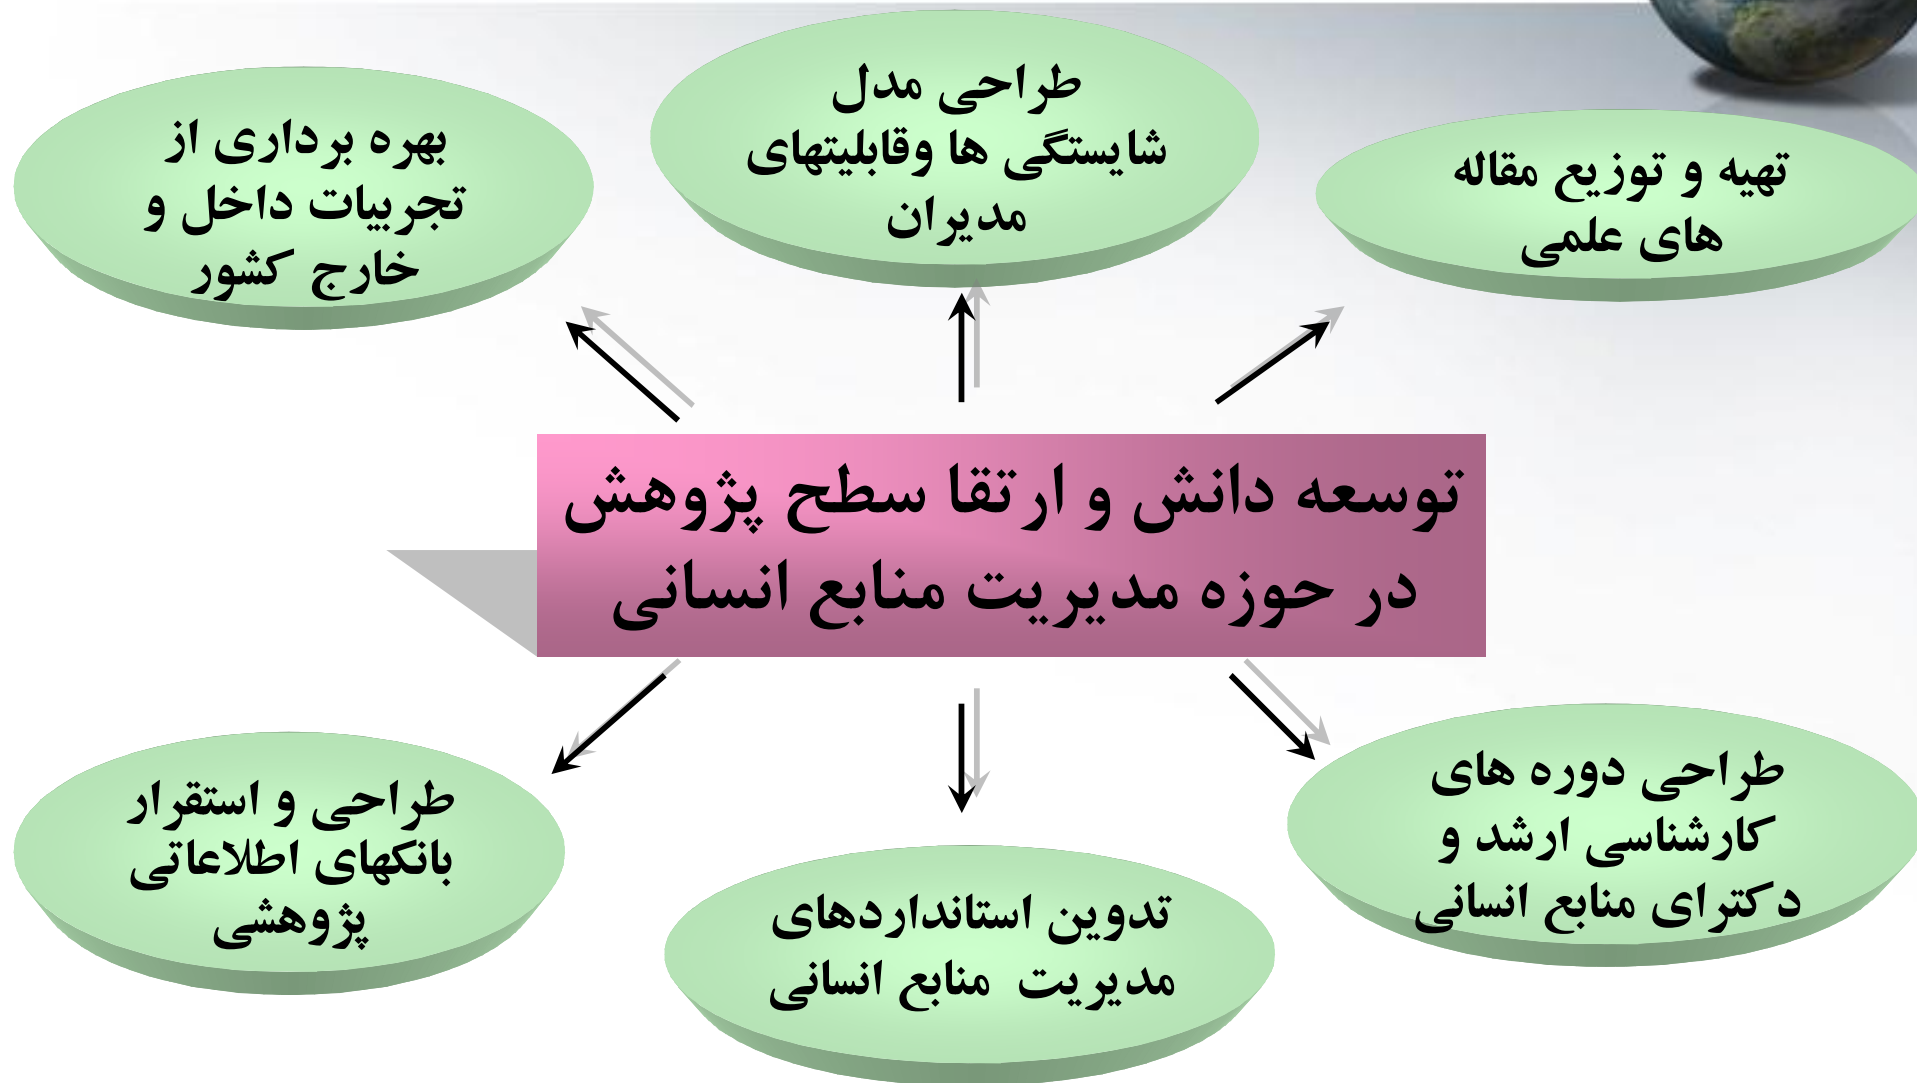 تهیه و توزیع مقاله
های علمی
طراحی مدل
شایستگی ها وقابلیتهای
مدیران
بهره برداری از
تجربیات داخل و
خارج کشور
توسعه دانش و ارتقا سطح پژوهش
در حوزه مدیریت منابع انسانی
طراحی دوره های
کارشناسی ارشد و
دکترای منابع انسانی
تدوین استانداردهای
مدیریت منابع انسانی
طراحی و استقرار
بانکهای اطلاعاتی
پژوهشی